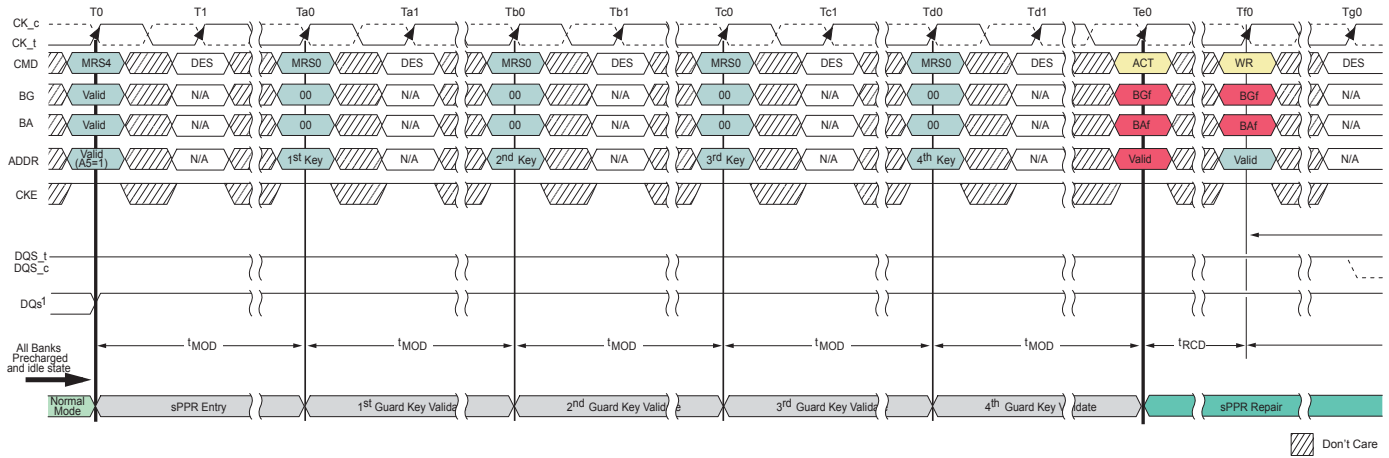 T0 T1 Ta0 Ta1 Tb0 Tb1 Tc0 Tc1 Td0 Td1 Te0 Tf0 Tg0
CK_c
CK_t
CMD MRS4 DES MRS0 DES MRS0 DES MRS0 DES MRS0 DES ACT WR DES
BG Valid N/A 00 N/A 00 N/A 00 N/A 00 N/A BGf BGf N/A
BA Valid N/A 00 N/A 00 N/A 00 N/A 00 N/A BAf BAf N/A
ADDR Valid (A5=1) N/A 1st Key N/A 2nd Key N/A 3rd Key N/A 4th Key N/A Valid Valid N/A
CKE
DQS_t
DQS_c
DQs1
tMOD tMOD tMOD tMOD tMOD tRCD
All Banks
Precharged
and idle state
Normal Mode sPPR Entry 1st Guard Key Valida 2nd Guard Key Valid e 3rd Guard Key Valida e 4th Guard Key V idate sPPR Repair
Don't Care